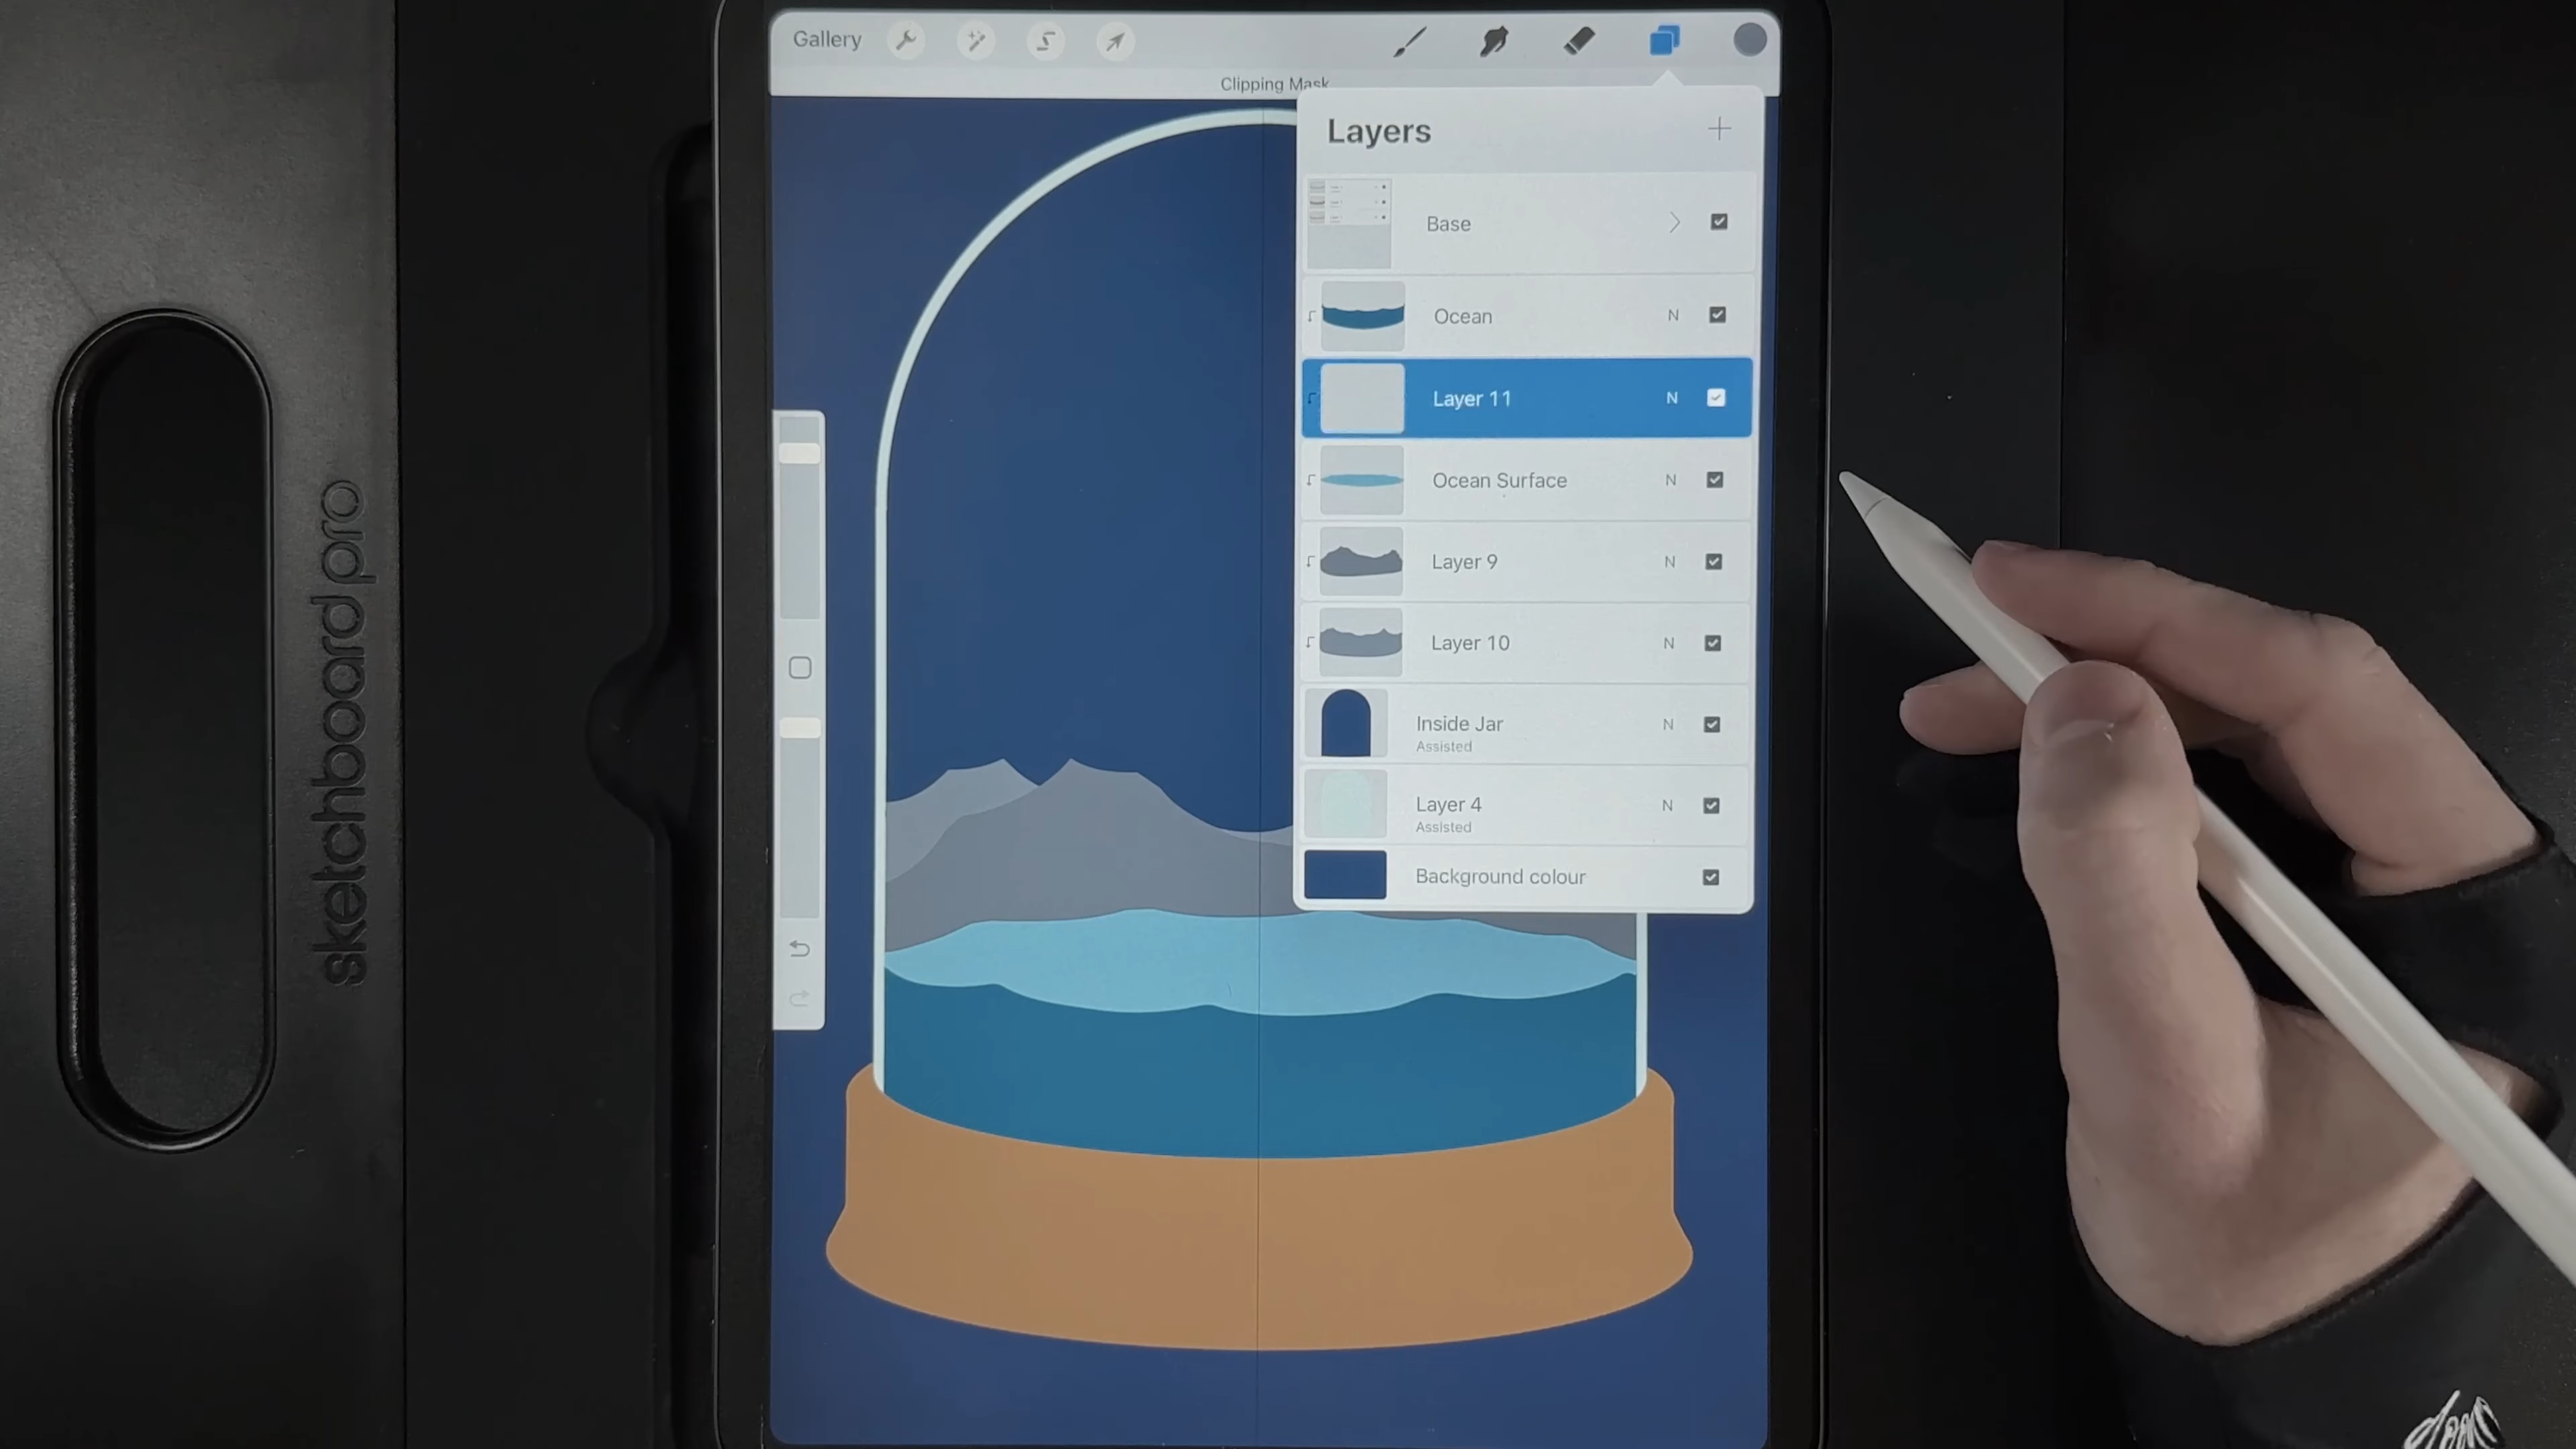 Gallery
Clipping Mask
Layers
Base
Ocean N
Layer 11 N
Ocean Surface N
Layer 9 N
Layer 10 N
Inside Jar N
Assisted
Layer 4 N
Assisted
Background colour
sketchboard pro